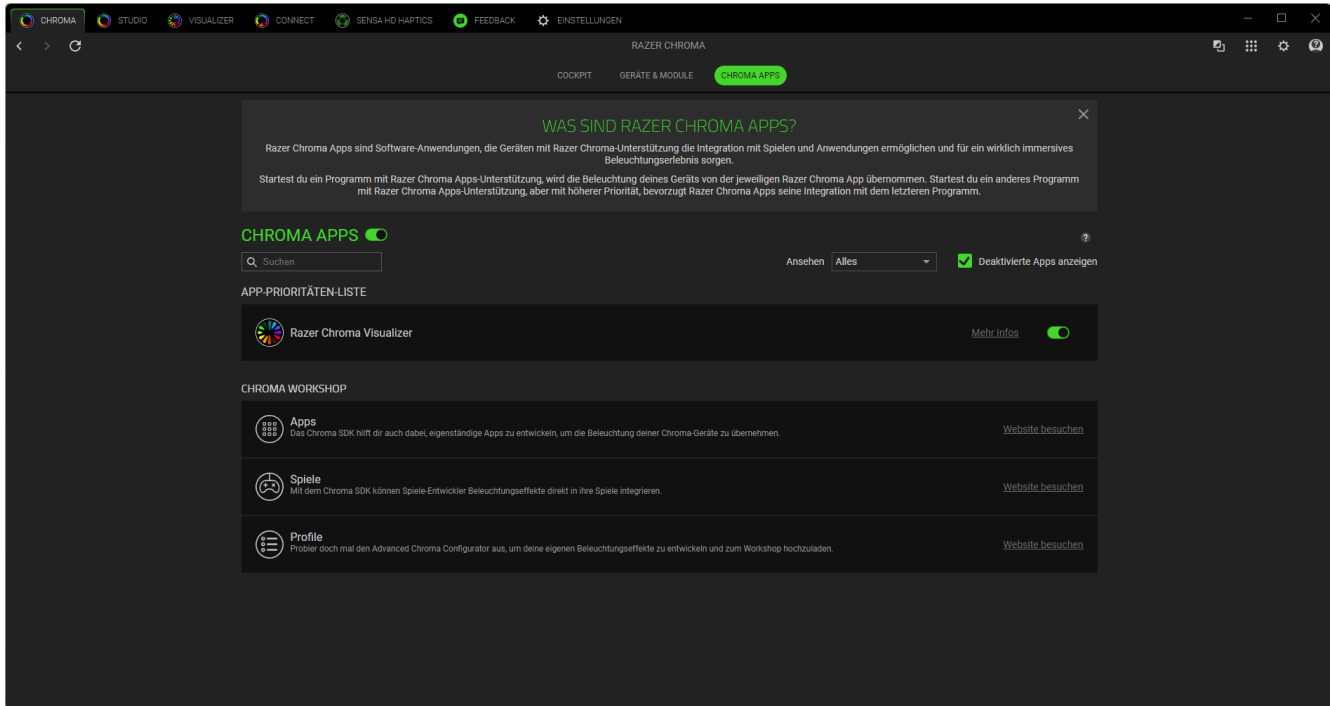 CHROMA
STUDIO
VISUALIZER
CONNECT
SENSA HD HAPTICS
FEEDBACK
EINSTELLUNGEN
RAZER CHROMA
COCKPIT
GERÄTE & MODULE
CHROMA APPS
WAS SIND RAZER CHROMA APPS?
Razer Chroma Apps sind Software-Anwendungen, die Geräten mit Razer Chroma-Unterstützung die Integration mit Spielen und Anwendungen ermöglichen und für ein wirklich immersives
Beleuchtungserlebnis sorgen.
Startest du ein Programm mit Razer Chroma Apps-Unterstützung, wird die Beleuchtung deines Geräts von der jeweiligen Razer Chroma App übernommen. Startest du ein anderes Programm
mit Razer Chroma Apps-Unterstützung, aber mit höherer Priorität, bevorzugt Razer Chroma Apps seine Integration mit dem letzteren Programm.
CHROMA APPS
?
Suchen
Ansehen
Alles
Deaktivierte Apps anzeigen
APP-PRIORITÄTEN-LISTE
Razer Chroma Visualizer
Mehr Infos
CHROMA WORKSHOP
Apps
Das Chroma SDK hilft dir auch dabei, eigenständige Apps zu entwickeln, um die Beleuchtung deiner Chroma-Geräte zu übernehmen.
Website besuchen
Spiele
Mit dem Chroma SDK können Spiele-Entwickler Beleuchtungseffekte direkt in ihre Spiele integrieren.
Website besuchen
Profile
Probier doch mal den Advanced Chroma Configurator aus, um deine eigenen Beleuchtungseffekte zu entwickeln und zum Workshop hochzuladen.
Website besuchen